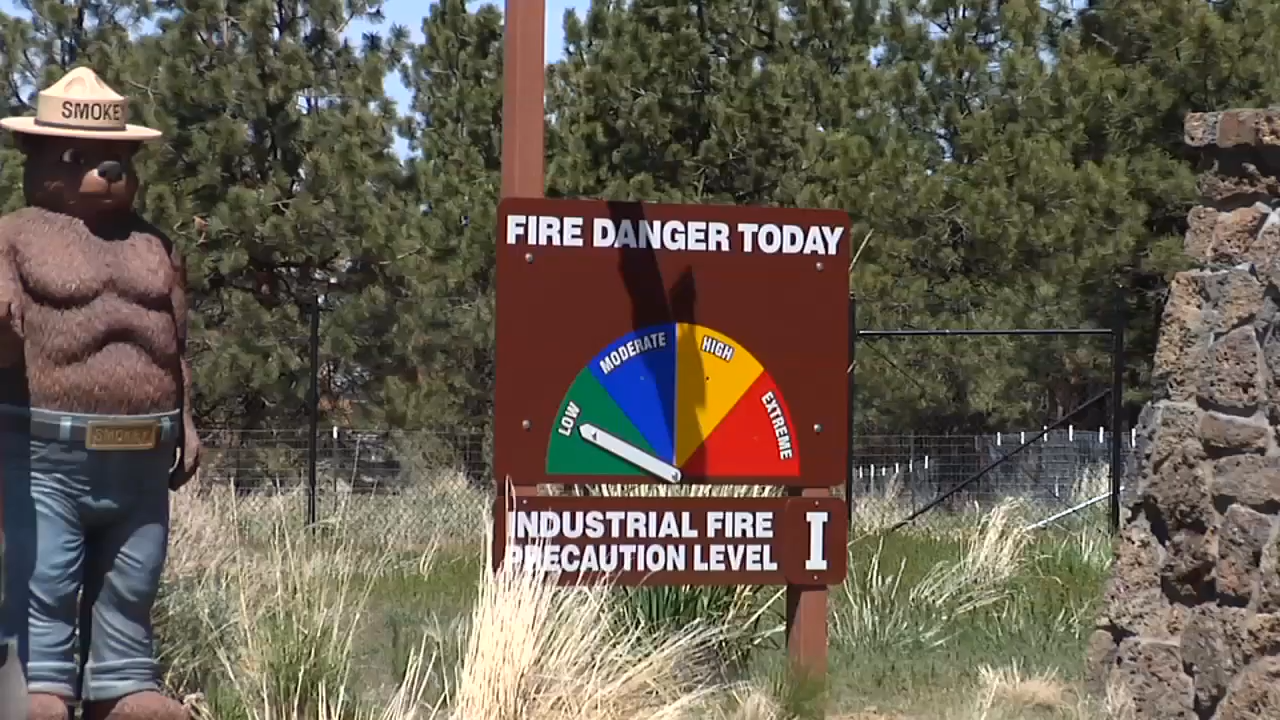 SMOKEY
SMOKEY
FIRE DANGER TODAY
LOW
MODERATE
HIGH
EXTREME
INDUSTRIAL FIRE
PRECAUTION LEVEL
I